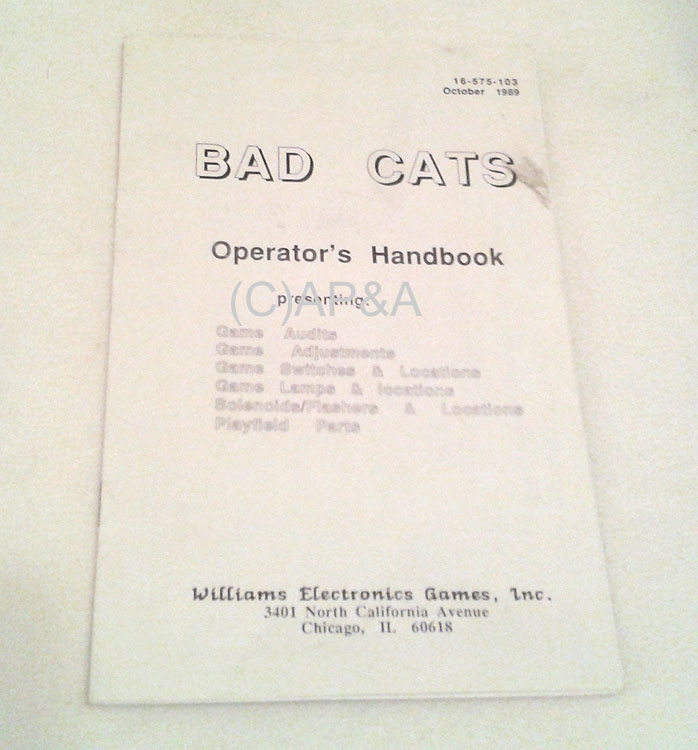 16-575-103
October 1989
BAD CATS
Operator's Handbook
presenting:
(C)AP&A
Game Audits
Game Adjustments
Game Switches & Locations
Game Lamps & locations
Solenoids/Flashers & Locations
Playfield Parts
Williams Electronics Games, Inc.
3401 North California Avenue
Chicago, IL 60618